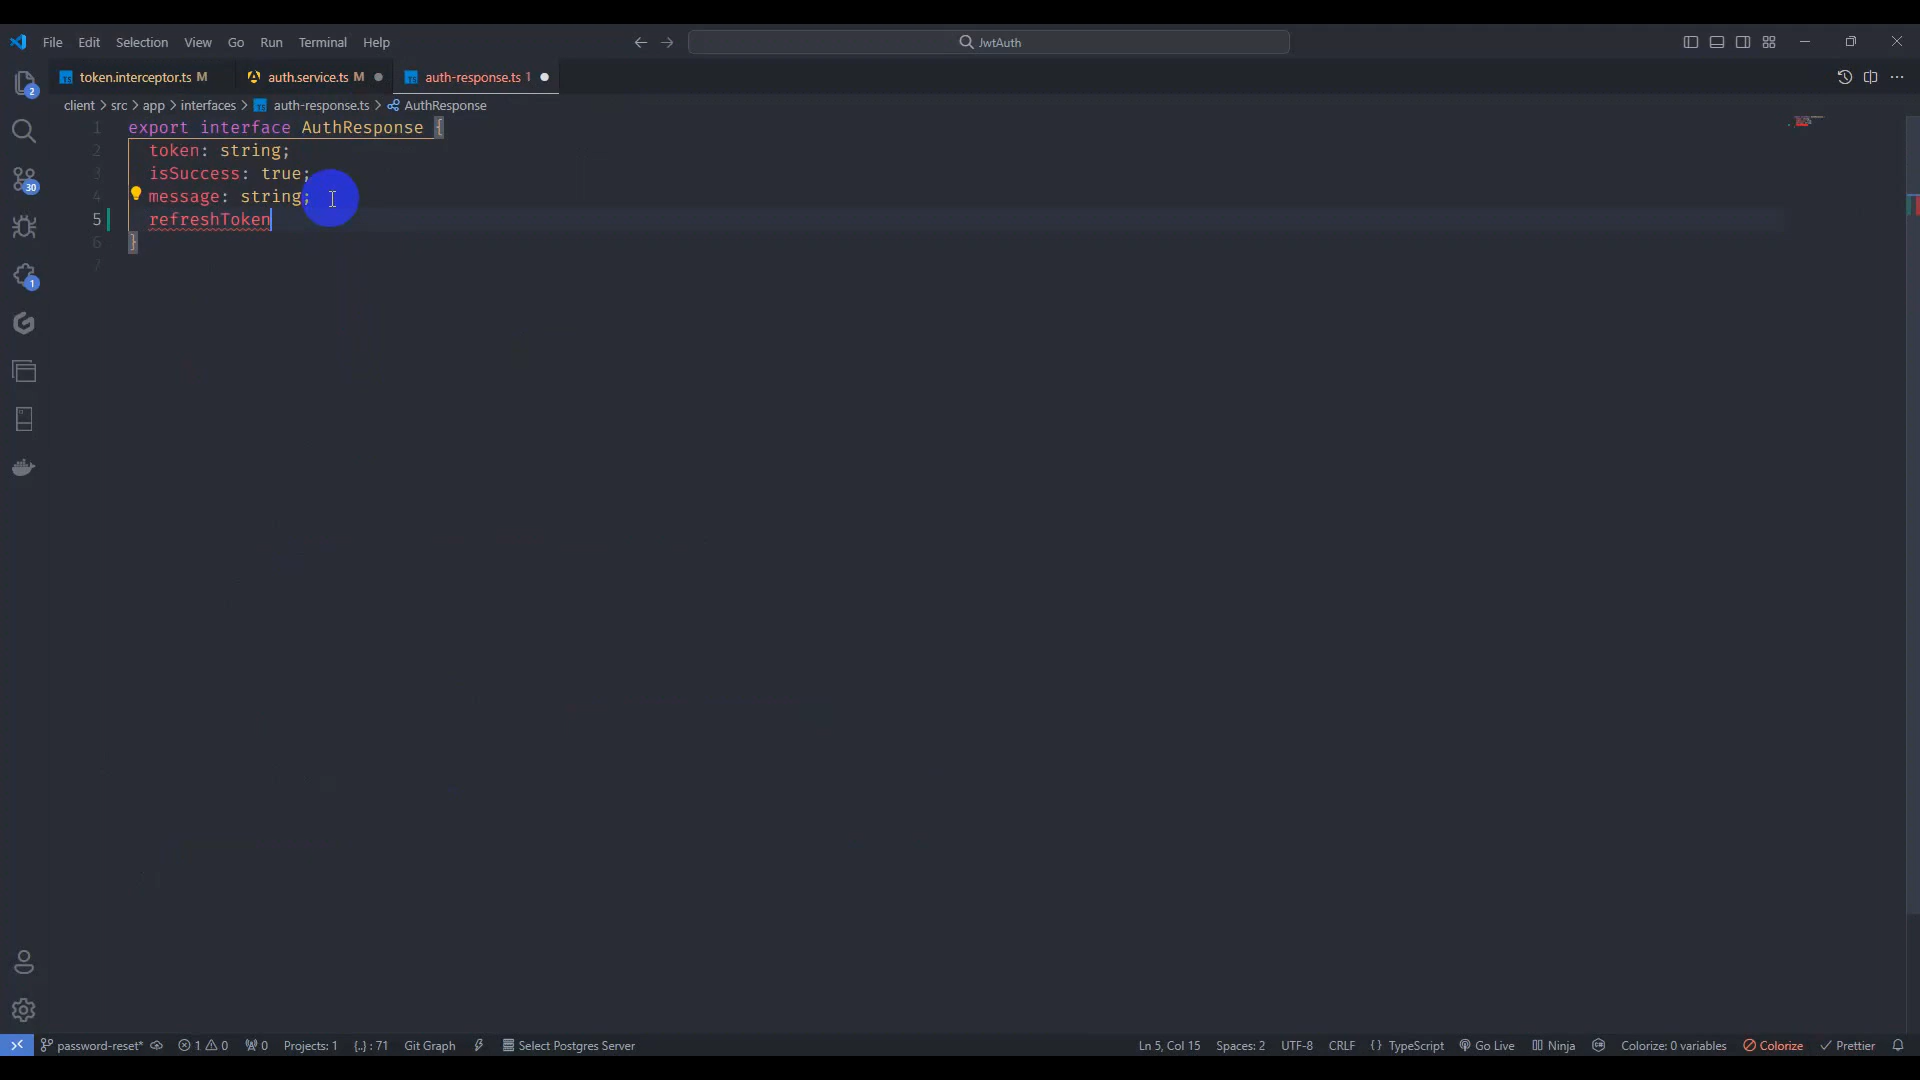 File Edit Selection View Go Run Terminal Help
JwtAuth
token.interceptor.ts M
auth.service.ts M
auth-response.ts 1
client > src > app > interfaces > auth-response.ts > AuthResponse
1 export interface AuthResponse {
2 token: string;
3 isSuccess: true;
4 message: string;
5 refreshToken
6 }
7
2
30
1
password-reset* 1 0 0 Projects: 1 {..} : 71 Git Graph Select Postgres Server Ln 5, Col 15 Spaces: 2 UTF-8 CRLF { } TypeScript Go Live Ninja Colorize: 0 variables Colorize Prettier